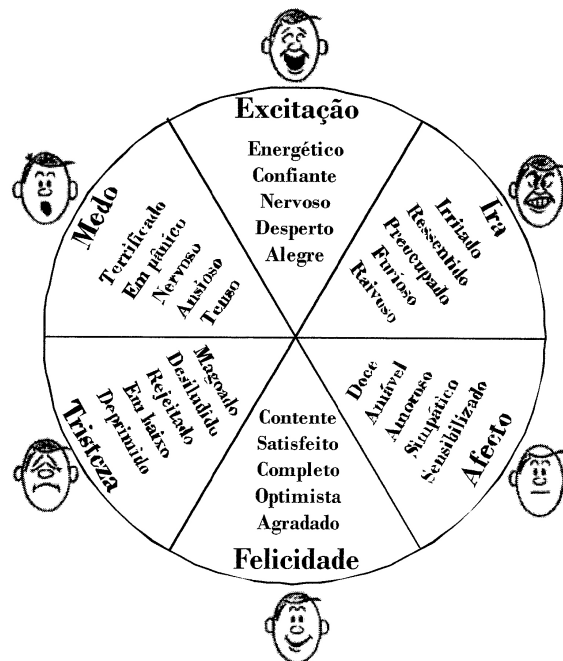 Excitação
Energético
Confiante
Nervoso
Desperto
Alegre
Ira
Irritado
Ressentido
Preocupado
Furioso
Raivoso
Doce
Amável
Amoroso
Simpático
Sensibilizado
Afecto
Contente
Satisfeito
Completo
Optimista
Agradado
Felicidade
Magoado
Desiludido
Rejeitado
Em baixo
Deprimido
Tristeza
Medo
Terrificado
Em pânico
Nervoso
Ansioso
Tenso